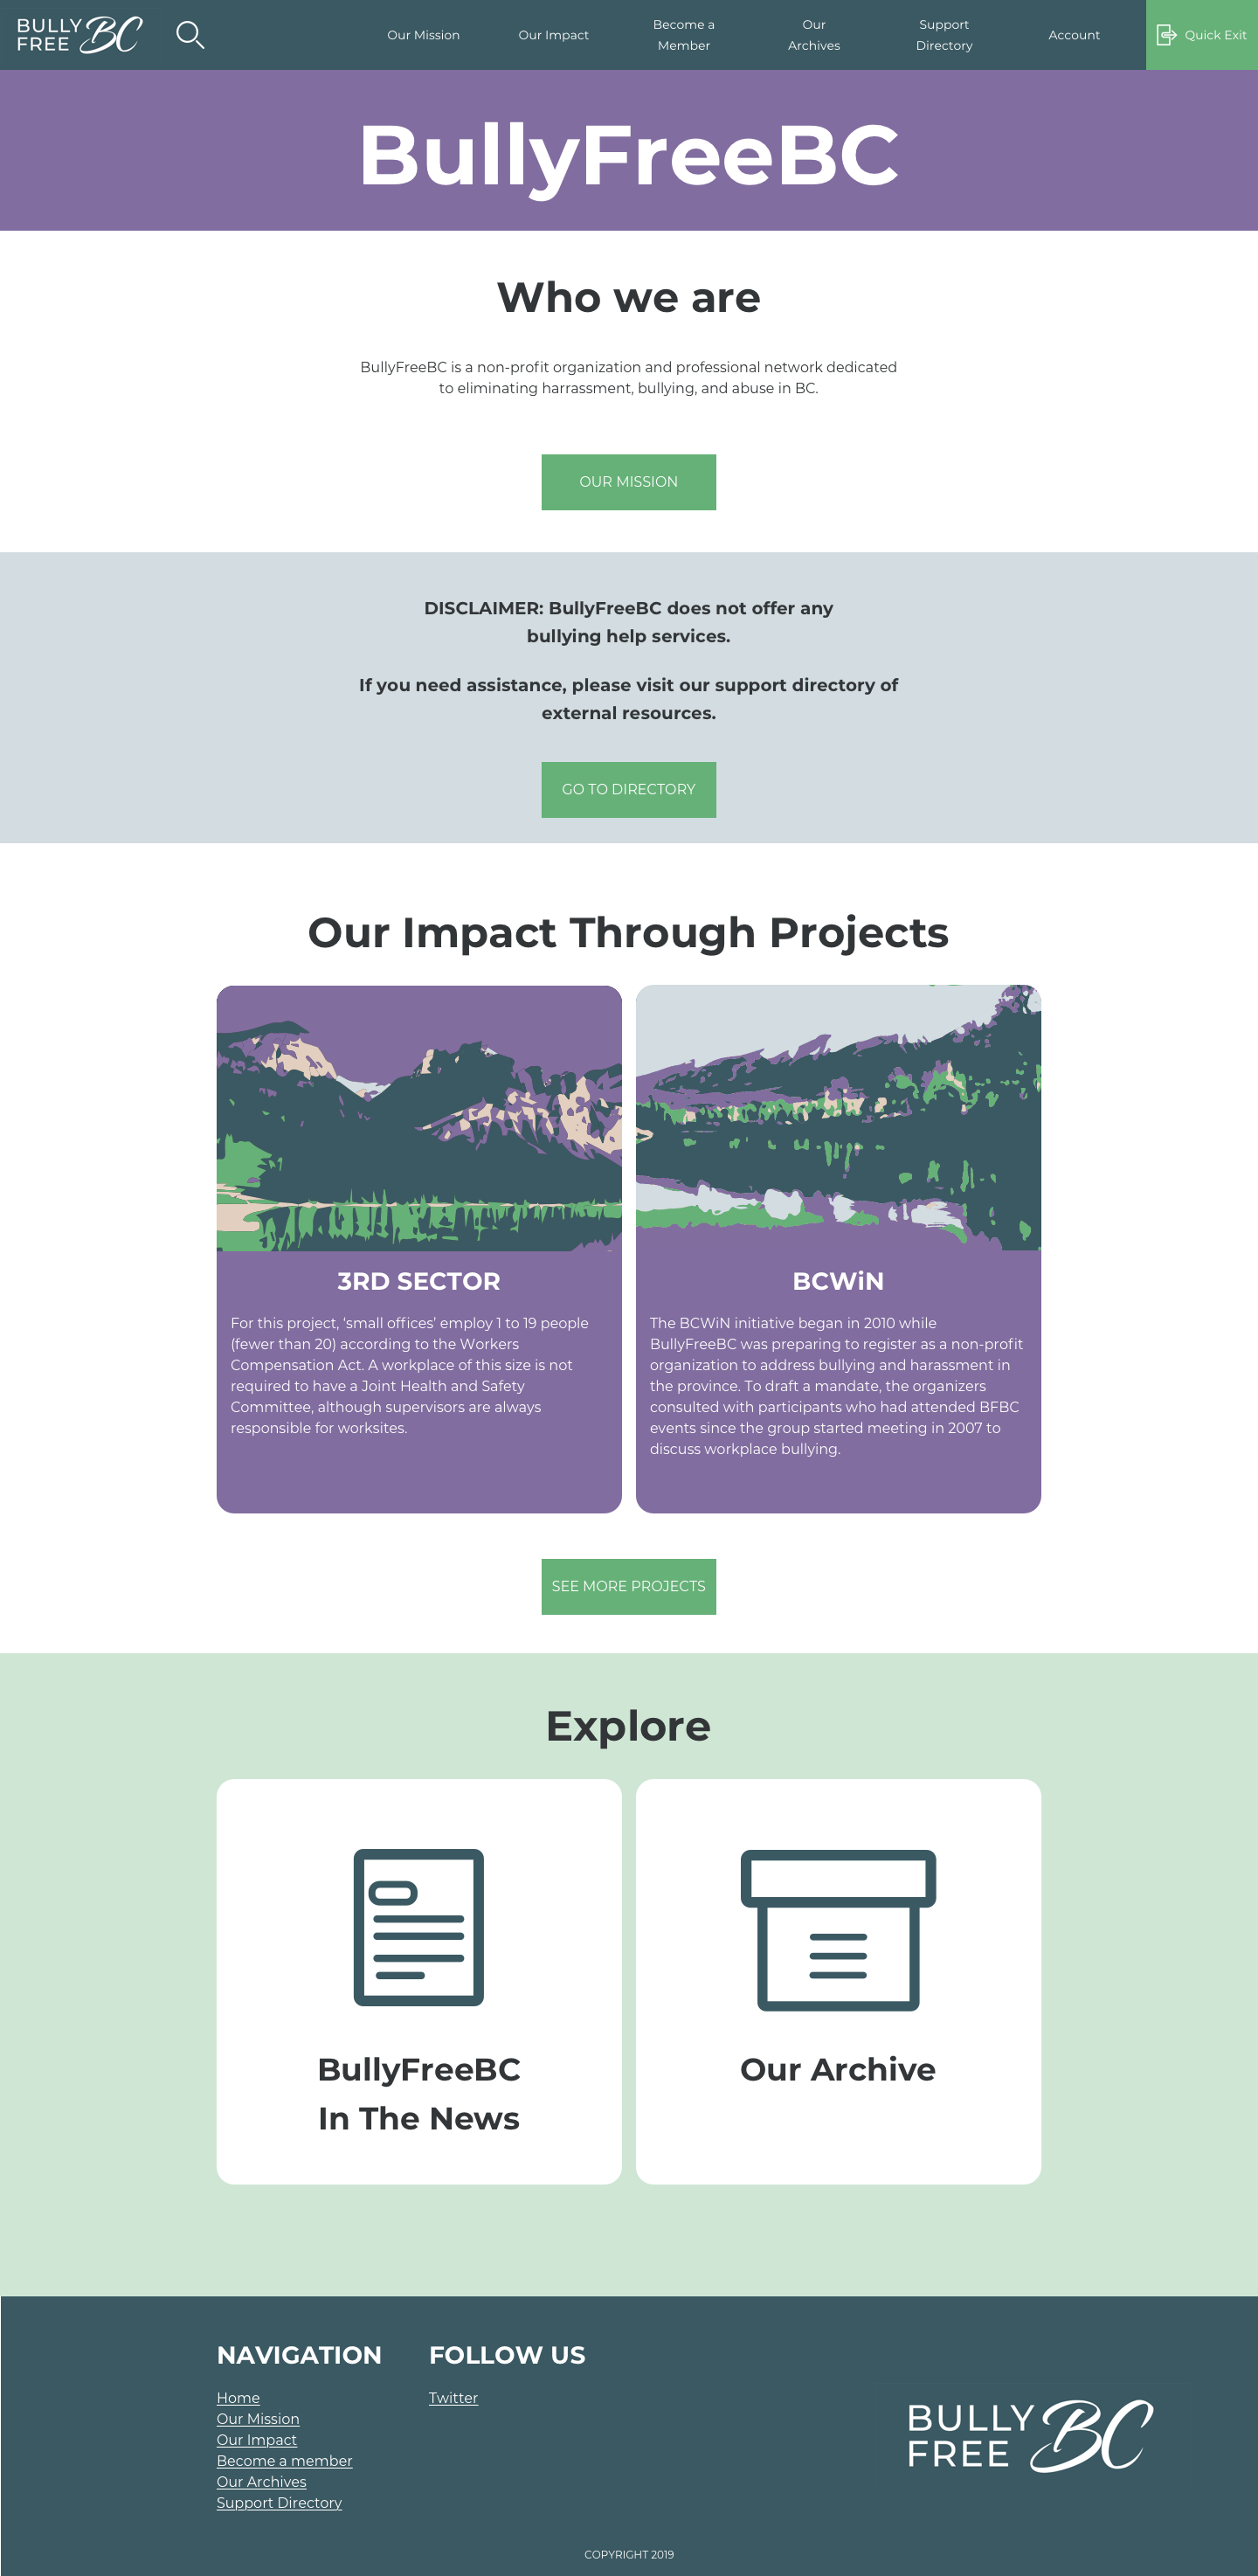 BULLY
FREE BC
Our Mission
Our Impact
Become a
Member
Our
Archives
Support
Directory
Account
Quick Exit
BullyFreeBC
Who we are
BullyFreeBC is a non-profit organization and professional network dedicated
to eliminating harrassment, bullying, and abuse in BC.
OUR MISSION
DISCLAIMER: BullyFreeBC does not offer any
bullying help services.
If you need assistance, please visit our support directory of
external resources.
GO TO DIRECTORY
Our Impact Through Projects
3RD SECTOR
For this project, ‘small offices’ employ 1 to 19 people
(fewer than 20) according to the Workers
Compensation Act. A workplace of this size is not
required to have a Joint Health and Safety
Committee, although supervisors are always
responsible for worksites.
BCWiN
The BCWiN initiative began in 2010 while
BullyFreeBC was preparing to register as a non-profit
organization to address bullying and harassment in
the province. To draft a mandate, the organizers
consulted with participants who had attended BFBC
events since the group started meeting in 2007 to
discuss workplace bullying.
SEE MORE PROJECTS
Explore
BullyFreeBC
In The News
Our Archive
NAVIGATION
Home
Our Mission
Our Impact
Become a member
Our Archives
Support Directory
FOLLOW US
Twitter
BULLY
FREE BC
COPYRIGHT 2019